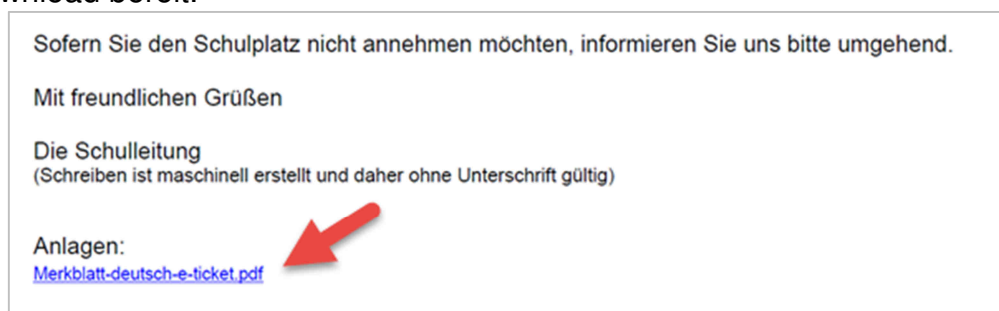 Sofern Sie den Schulplatz nicht annehmen möchten, informieren Sie uns bitte umgehend.
Mit freundlichen Grüßen
Die Schulleitung
(Schreiben ist maschinell erstellt und daher ohne Unterschrift gültig)
Anlagen:
Merkblatt-deutsch-e-ticket.pdf